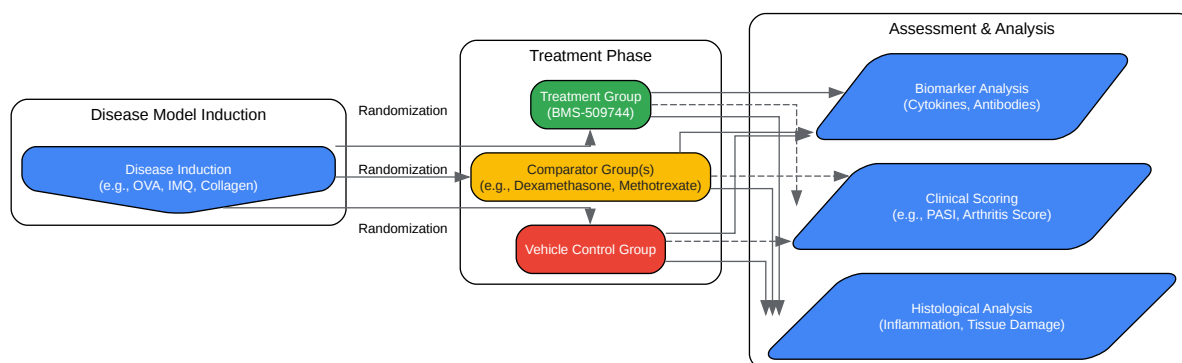 Disease Model Induction
Disease Induction
(e.g., OVA, IMQ, Collagen)
Randomization
Randomization
Randomization
Treatment Phase
Treatment Group
(BMS-509744)
Comparator Group(s)
(e.g., Dexamethasone, Methotrexate)
Vehicle Control Group
Assessment & Analysis
Biomarker Analysis
(Cytokines, Antibodies)
Clinical Scoring
(e.g., PASI, Arthritis Score)
Histological Analysis
(Inflammation, Tissue Damage)